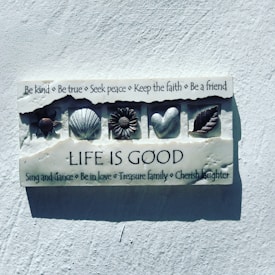 Be kind ⋄ Be true ⋄ Seek peace ⋄ Keep the faith ⋄ Be a friend
LIFE IS GOOD
Sing and dance ⋄ Be in love ⋄ Treasure family ⋄ Cherish laughter